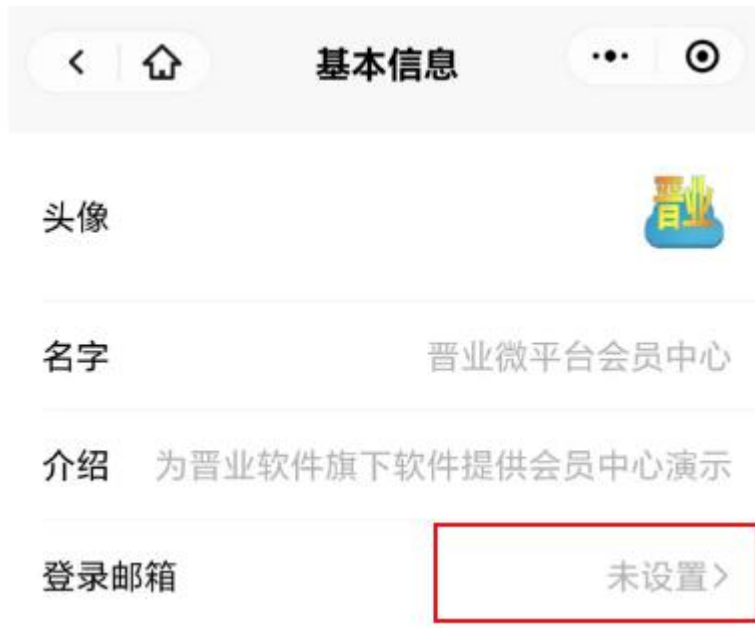 基本信息
晋业
头像
名字 晋业微平台会员中心
介绍 为晋业软件旗下软件提供会员中心演示
登录邮箱 未设置>